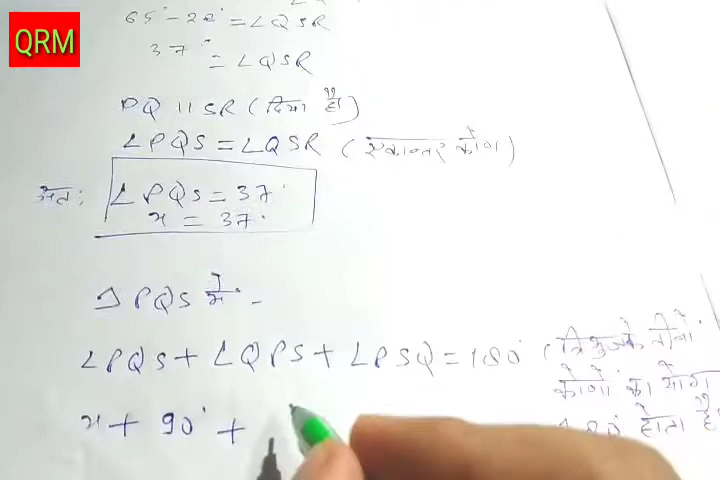 QRM
65° - 28° = ∠QSR
37° = ∠QSR
PQ || SR (दिया है)
∠PQS = ∠QSR (एकान्तर कोण)
अतः ∠PQS = 37°
x = 37°
△PQS में -
∠PQS + ∠QPS + ∠PSQ = 180° (त्रिभुज के तीनों
कोणों का योग
180° होता है
x + 90° +